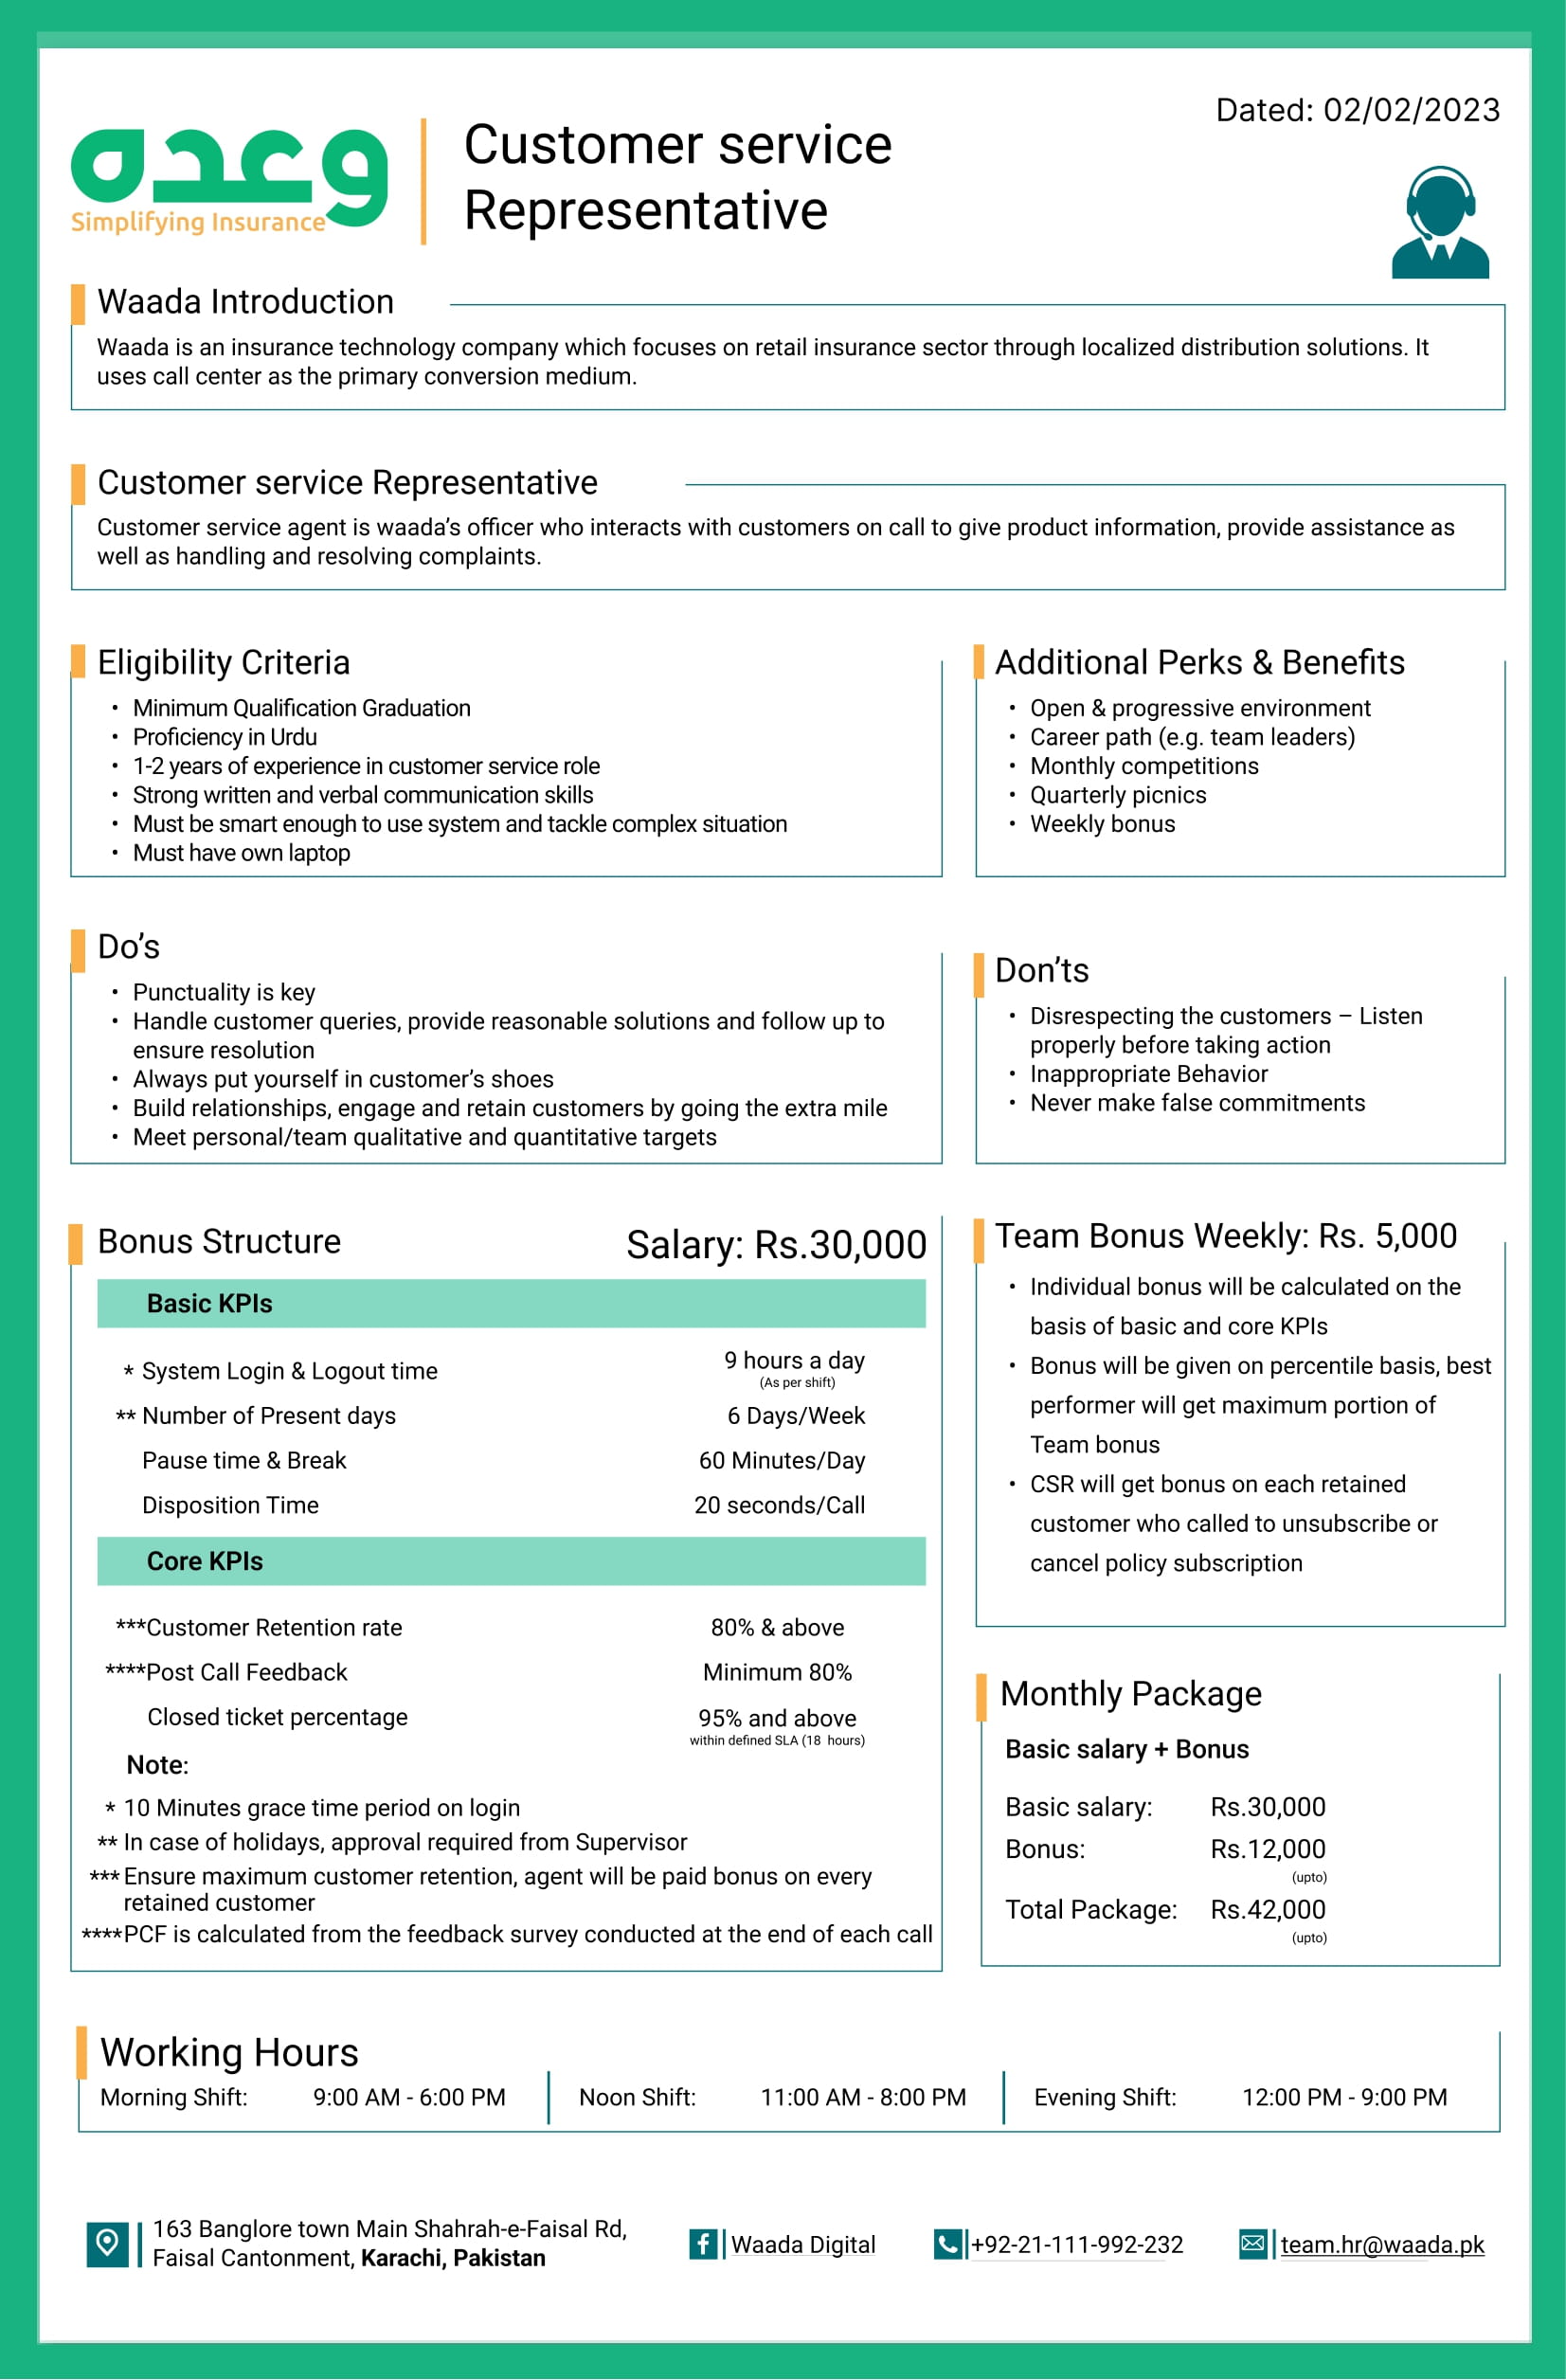 Dated: 02/02/2023
وعده
Simplifying Insurance
Customer service
Representative
Waada Introduction
Waada is an insurance technology company which focuses on retail insurance sector through localized distribution solutions. It
uses call center as the primary conversion medium.
Customer service Representative
Customer service agent is waada’s officer who interacts with customers on call to give product information, provide assistance as
well as handling and resolving complaints.
Eligibility Criteria
• Minimum Qualification Graduation
• Proficiency in Urdu
• 1-2 years of experience in customer service role
• Strong written and verbal communication skills
• Must be smart enough to use system and tackle complex situation
• Must have own laptop
Additional Perks & Benefits
• Open & progressive environment
• Career path (e.g. team leaders)
• Monthly competitions
• Quarterly picnics
• Weekly bonus
Do’s
• Punctuality is key
• Handle customer queries, provide reasonable solutions and follow up to
ensure resolution
• Always put yourself in customer’s shoes
• Build relationships, engage and retain customers by going the extra mile
• Meet personal/team qualitative and quantitative targets
Don’ts
• Disrespecting the customers – Listen
properly before taking action
• Inappropriate Behavior
• Never make false commitments
Bonus Structure Salary: Rs.30,000
Basic KPIs
* System Login & Logout time 9 hours a day
(As per shift)
** Number of Present days 6 Days/Week
Pause time & Break 60 Minutes/Day
Disposition Time 20 seconds/Call
Core KPIs
***Customer Retention rate 80% & above
****Post Call Feedback Minimum 80%
Closed ticket percentage 95% and above
within defined SLA (18 hours)
Note:
* 10 Minutes grace time period on login
** In case of holidays, approval required from Supervisor
*** Ensure maximum customer retention, agent will be paid bonus on every
retained customer
****PCF is calculated from the feedback survey conducted at the end of each call
Team Bonus Weekly: Rs. 5,000
• Individual bonus will be calculated on the
basis of basic and core KPIs
• Bonus will be given on percentile basis, best
performer will get maximum portion of
Team bonus
• CSR will get bonus on each retained
customer who called to unsubscribe or
cancel policy subscription
Monthly Package
Basic salary + Bonus
Basic salary: Rs.30,000
Bonus: Rs.12,000
(upto)
Total Package: Rs.42,000
(upto)
Working Hours
Morning Shift: 9:00 AM - 6:00 PM Noon Shift: 11:00 AM - 8:00 PM Evening Shift: 12:00 PM - 9:00 PM
163 Banglore town Main Shahrah-e-Faisal Rd,
Faisal Cantonment, Karachi, Pakistan
Waada Digital
+92-21-111-992-232
team.hr@waada.pk